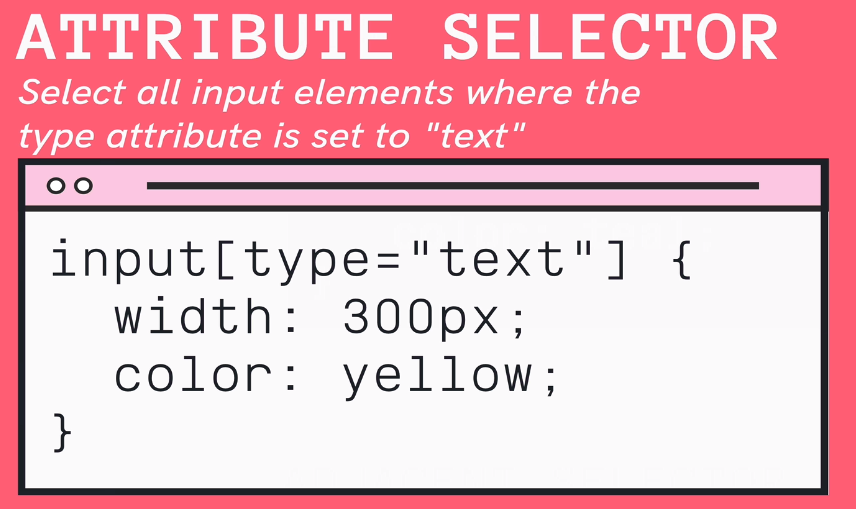 ATTRIBUTE SELECTOR
Select all input elements where the
type attribute is set to "text"
input[type="text"] {
  width: 300px;
  color: yellow;
}